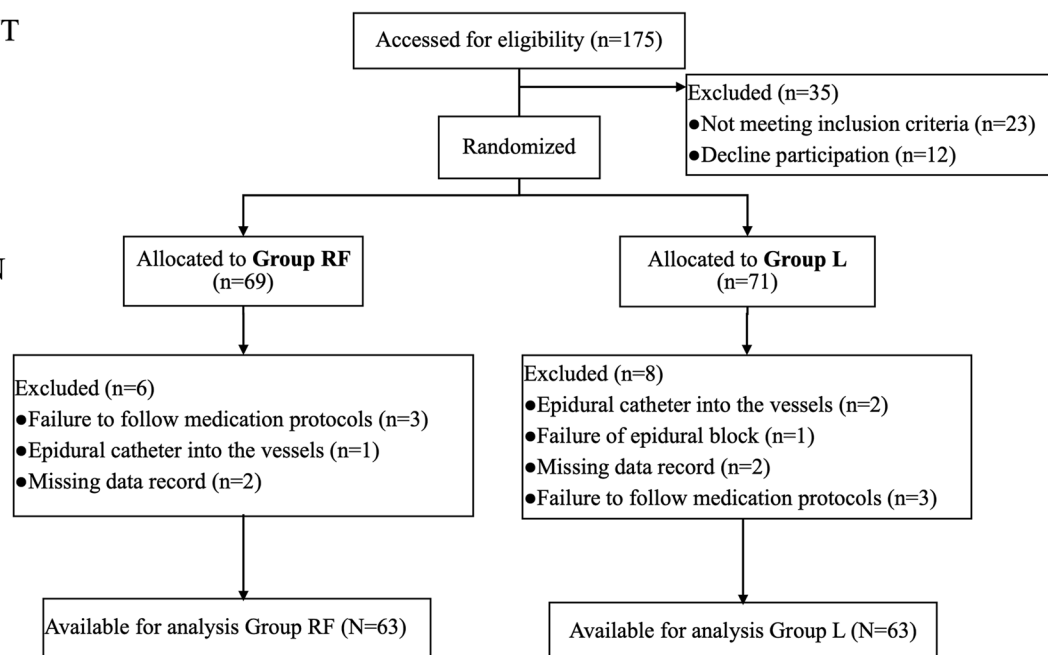 T
Accessed for eligibility (n=175)
Excluded (n=35)
●Not meeting inclusion criteria (n=23)
●Decline participation (n=12)
Randomized
N
Allocated to Group RF
(n=69)
Allocated to Group L
(n=71)
Excluded (n=6)
●Failure to follow medication protocols (n=3)
●Epidural catheter into the vessels (n=1)
●Missing data record (n=2)
Excluded (n=8)
●Epidural catheter into the vessels (n=2)
●Failure of epidural block (n=1)
●Missing data record (n=2)
●Failure to follow medication protocols (n=3)
Available for analysis Group RF (N=63)
Available for analysis Group L (N=63)